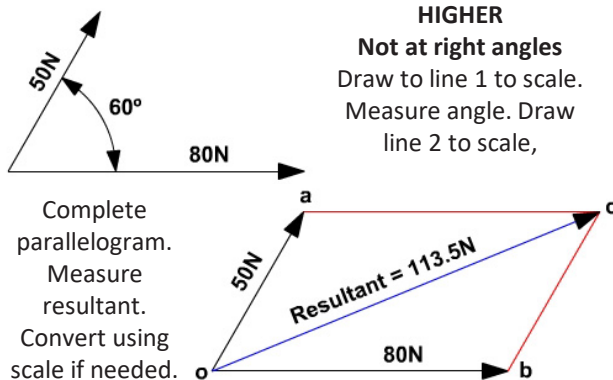 HIGHER
Not at right angles
Draw to line 1 to scale.
Measure angle. Draw
line 2 to scale,
50N
60º
80N
Complete
parallelogram.
Measure
resultant.
Convert using
scale if needed.
a
c
50N
Resultant = 113.5N
o
80N
b